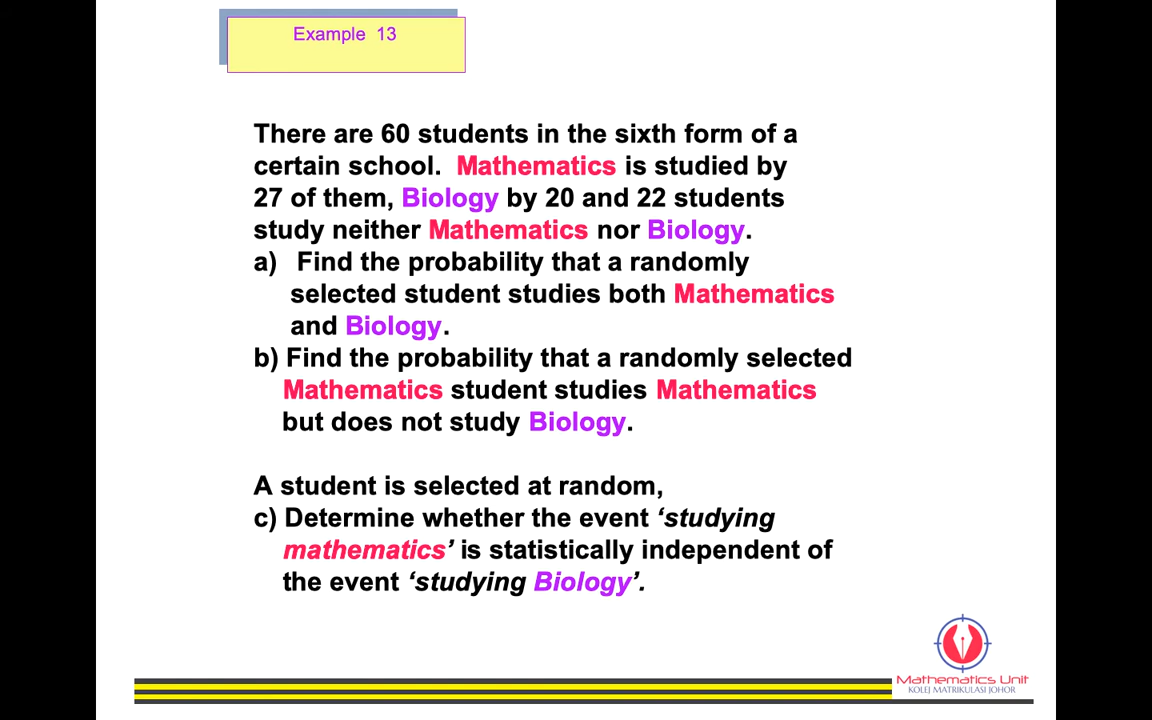 Example 13
There are 60 students in the sixth form of a
certain school. Mathematics is studied by
27 of them, Biology by 20 and 22 students
study neither Mathematics nor Biology.
a) Find the probability that a randomly
selected student studies both Mathematics
and Biology.
b) Find the probability that a randomly selected
Mathematics student studies Mathematics
but does not study Biology.
A student is selected at random,
c) Determine whether the event ‘studying
mathematics’ is statistically independent of
the event ‘studying Biology’.
Mathematics Unit
KOLEJ MATRIKULASI JOHOR